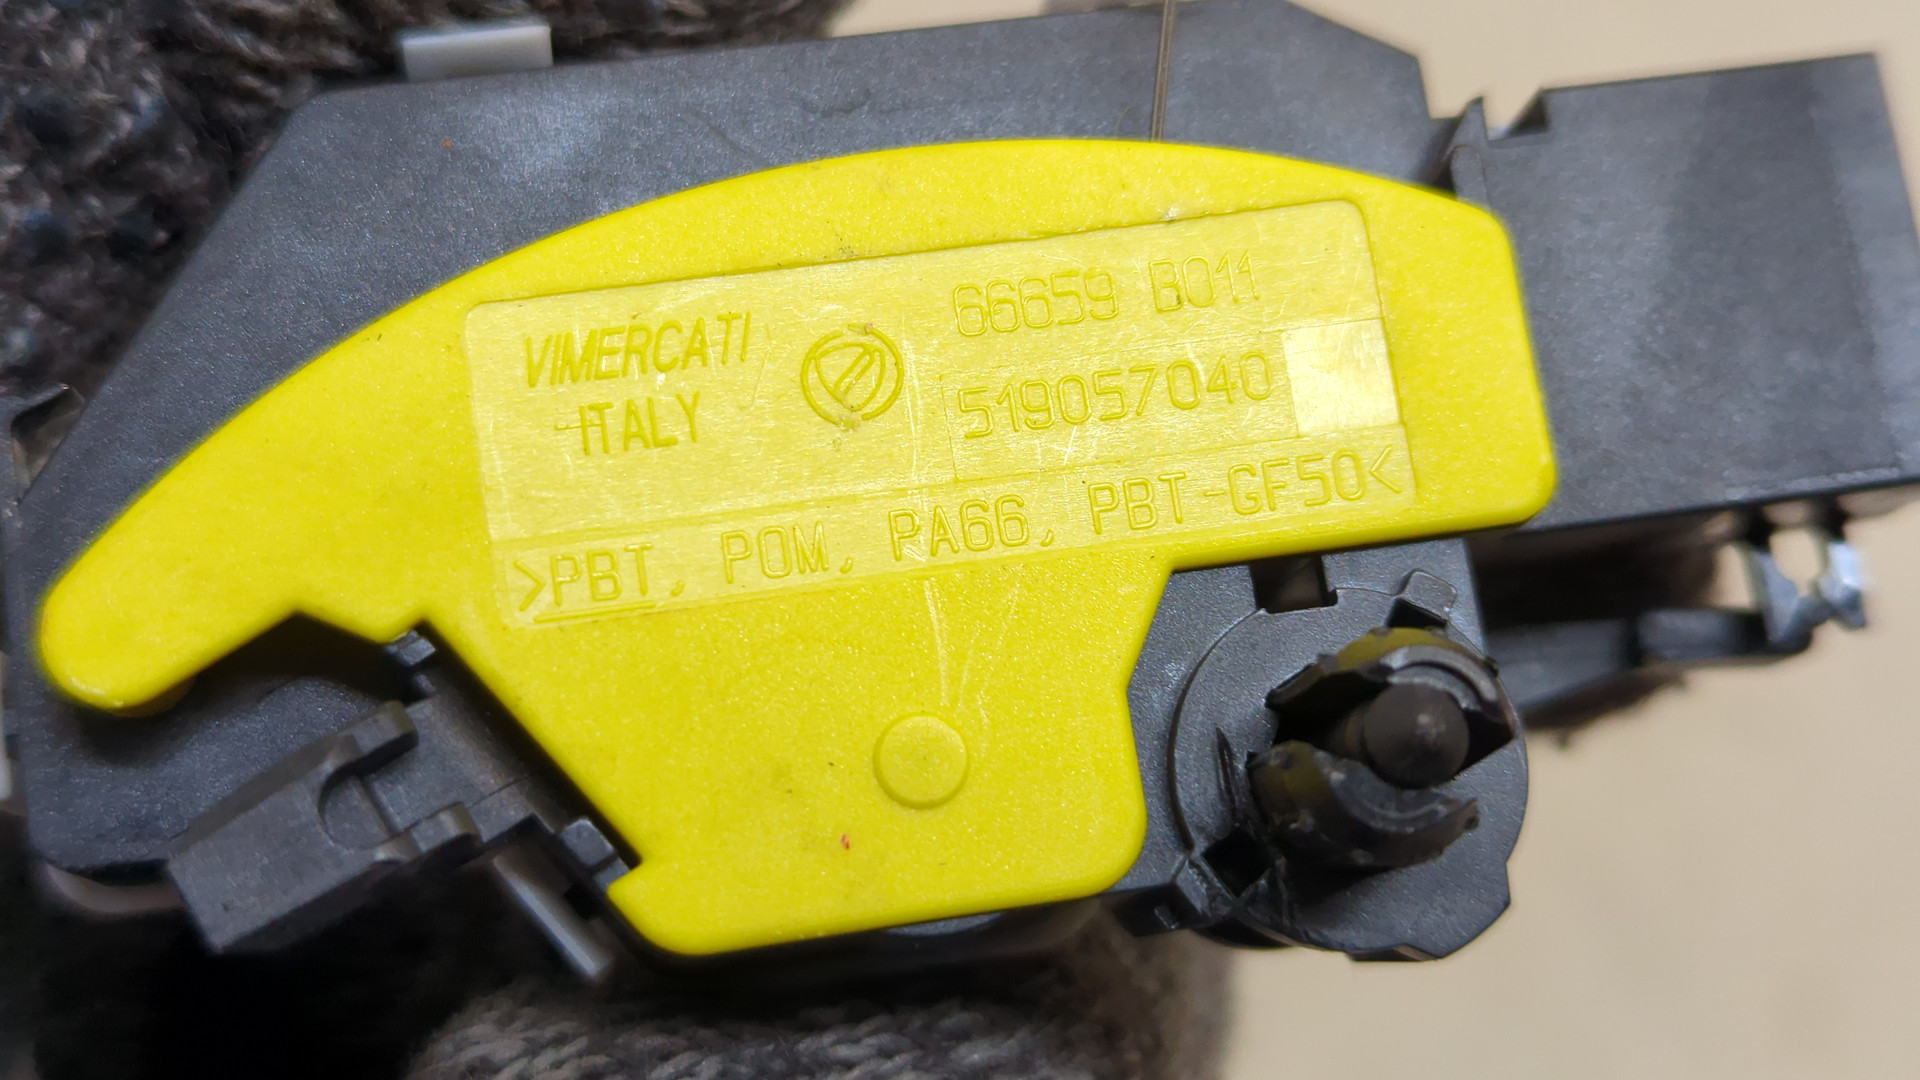 VIMERCATI
ITALY
66659 B011
519057040
>PBT, POM, PA66, PBT-GF50<